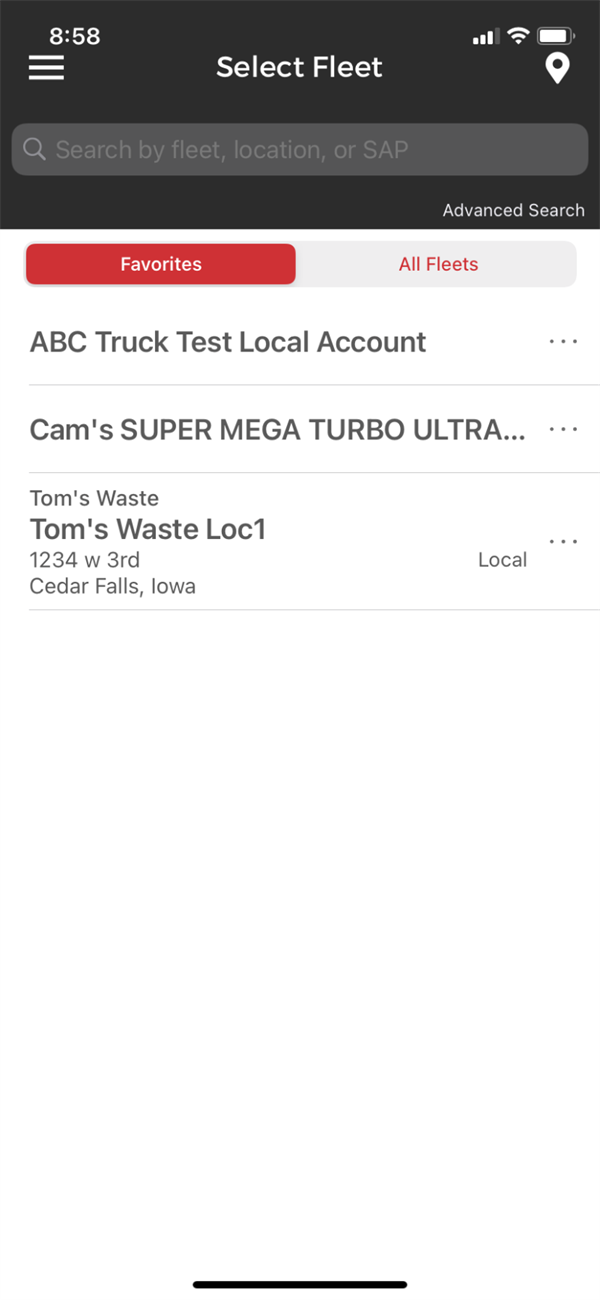 8:58
Select Fleet
Search by fleet, location, or SAP
Advanced Search
Favorites
All Fleets
ABC Truck Test Local Account
Cam's SUPER MEGA TURBO ULTRA...
Tom's Waste
Tom's Waste Loc1
1234 w 3rd
Local
Cedar Falls, Iowa